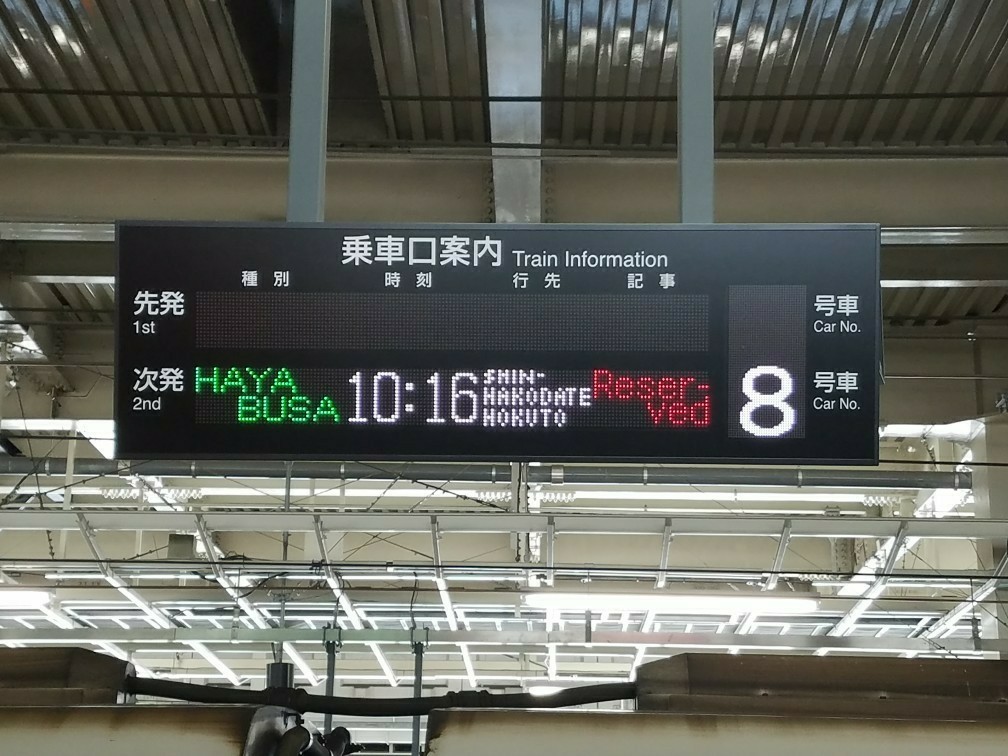 乗車口案内 Train Information
種別 時刻 行先 記事
先発
1st
号車
Car No.
次発
2nd
HAYA
BUSA
10:16
SHIN-
HAKODATE
HOKUTO
Reser-
ved
8
号車
Car No.